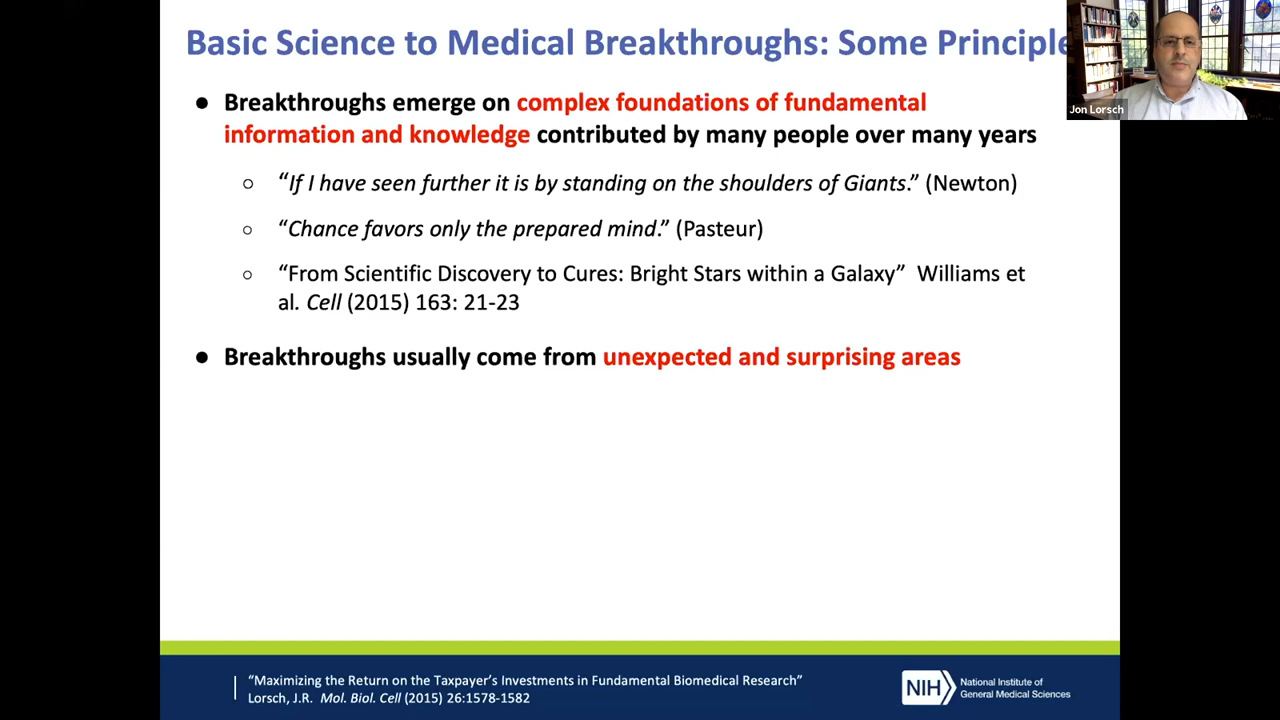 Basic Science to Medical Breakthroughs: Some Principle
Jon Lorsch
● Breakthroughs emerge on complex foundations of fundamental
information and knowledge contributed by many people over many years
○ “If I have seen further it is by standing on the shoulders of Giants.” (Newton)
○ “Chance favors only the prepared mind.” (Pasteur)
○ “From Scientific Discovery to Cures: Bright Stars within a Galaxy” Williams et
al. Cell (2015) 163: 21-23
● Breakthroughs usually come from unexpected and surprising areas
“Maximizing the Return on the Taxpayer’s Investments in Fundamental Biomedical Research”
Lorsch, J.R. Mol. Biol. Cell (2015) 26:1578-1582
NIH
National Institute of
General Medical Sciences